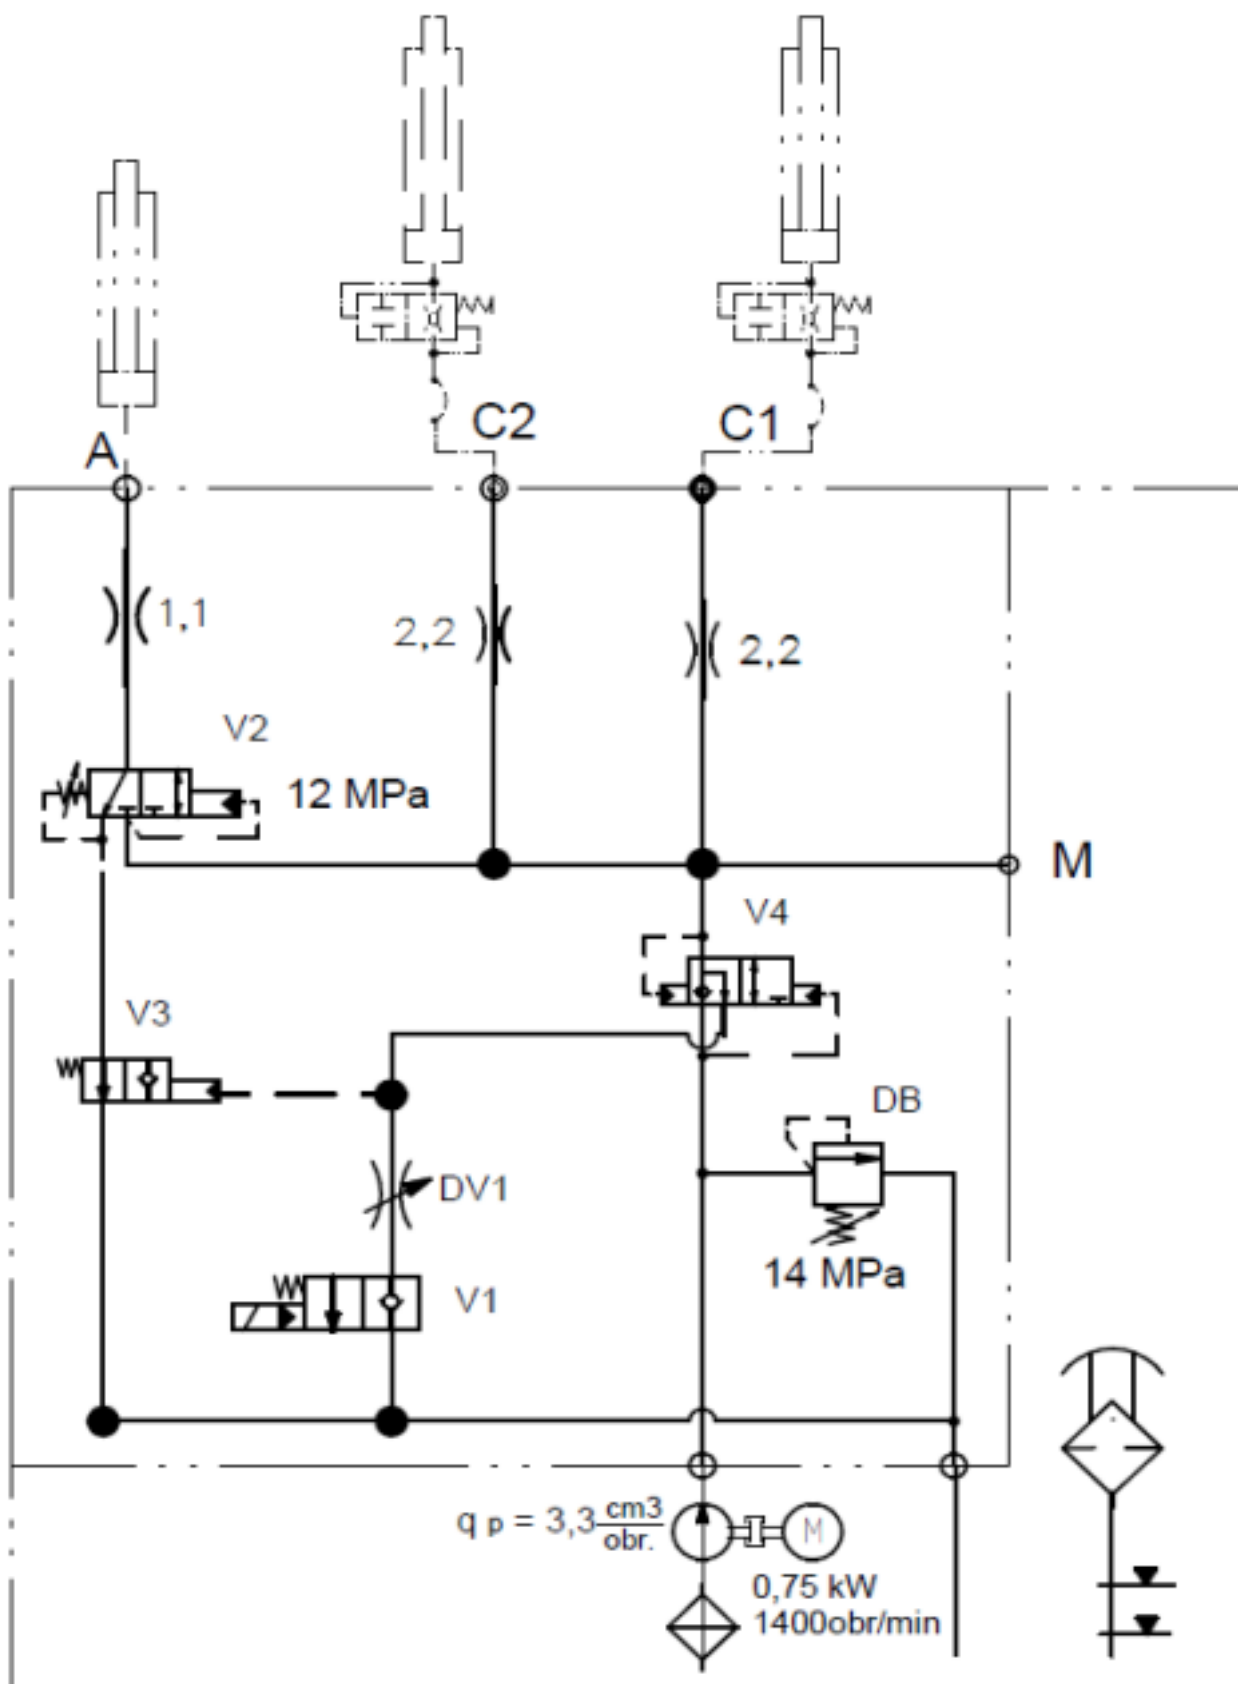 C2
C1
A
1,1
2,2
2,2
V2
12 MPa
M
V4
V3
DB
DV1
14 MPa
V1
q p = 3,3 cm3
obr.
M
0,75 kW
1400obr/min